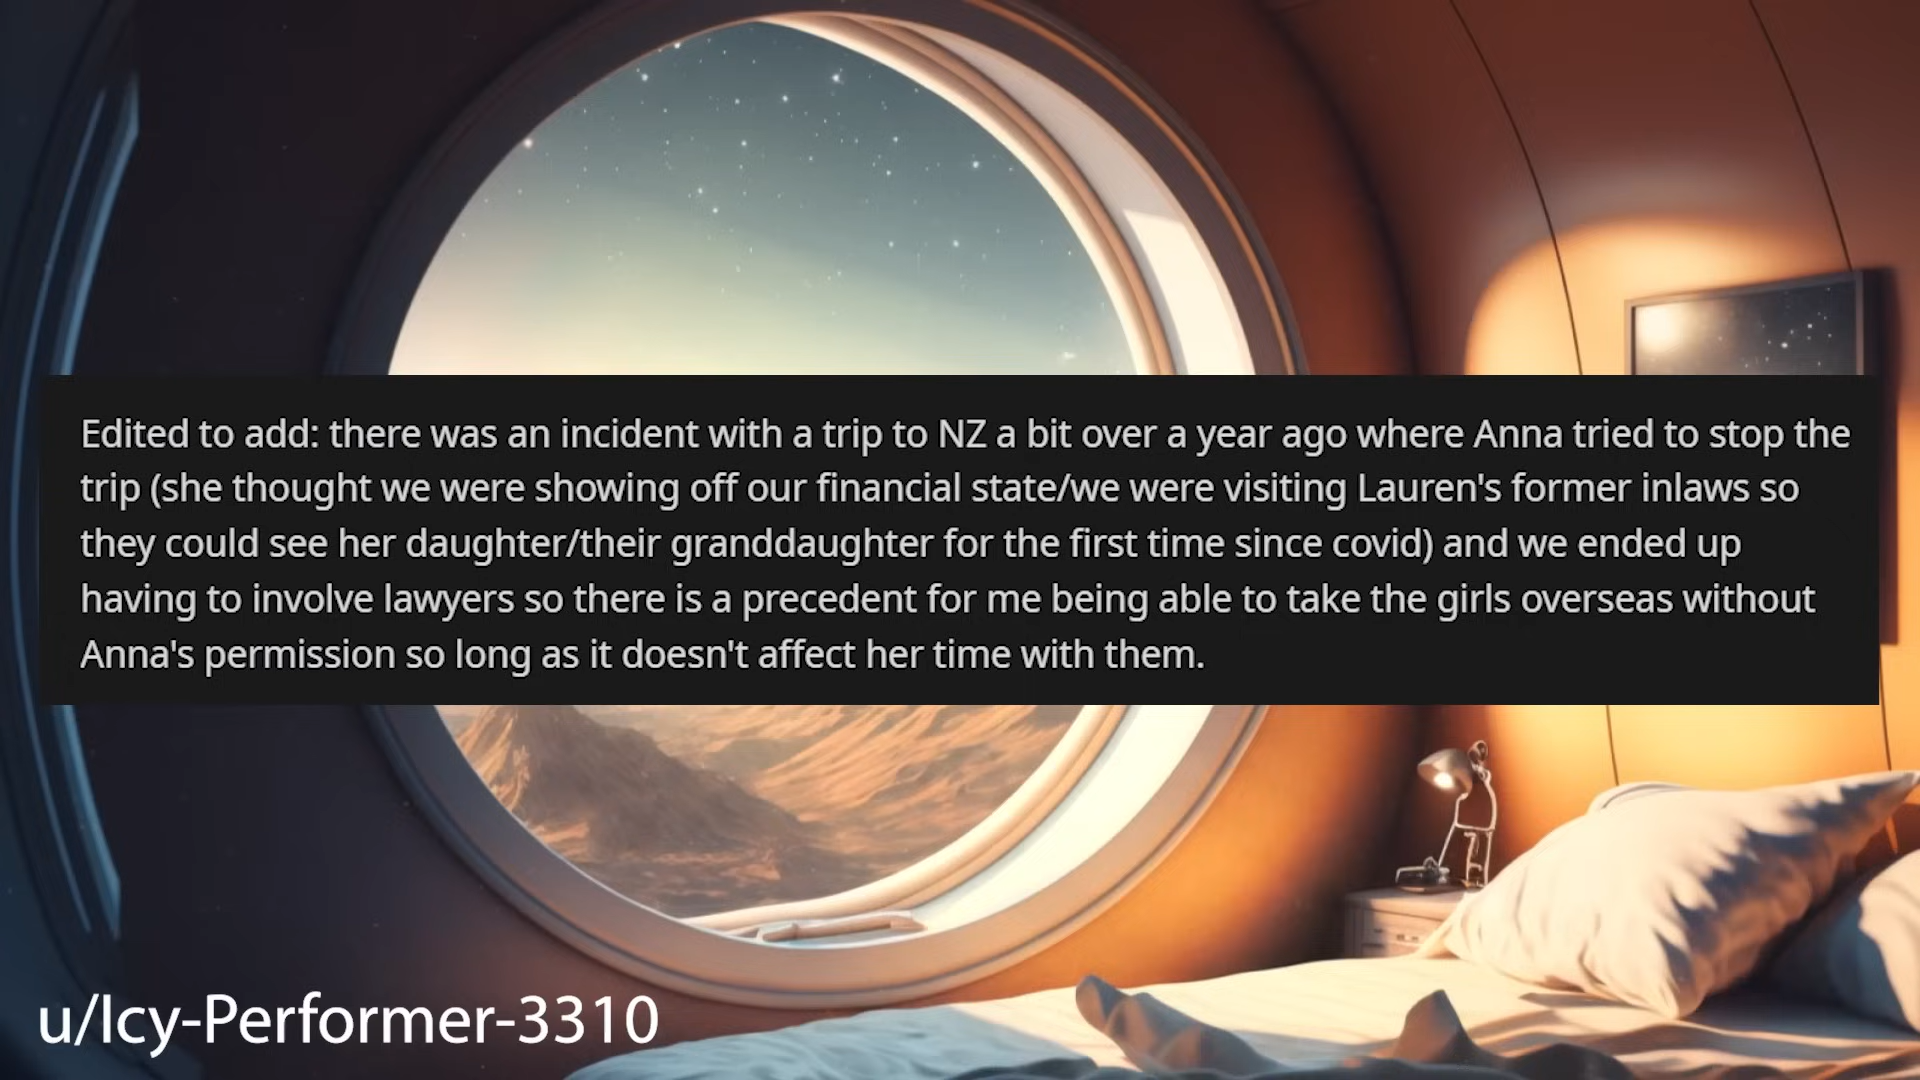 Edited to add: there was an incident with a trip to NZ a bit over a year ago where Anna tried to stop the
trip (she thought we were showing off our financial state/we were visiting Lauren's former inlaws so
they could see her daughter/their granddaughter for the first time since covid) and we ended up
having to involve lawyers so there is a precedent for me being able to take the girls overseas without
Anna's permission so long as it doesn't affect her time with them.
u/Icy-Performer-3310